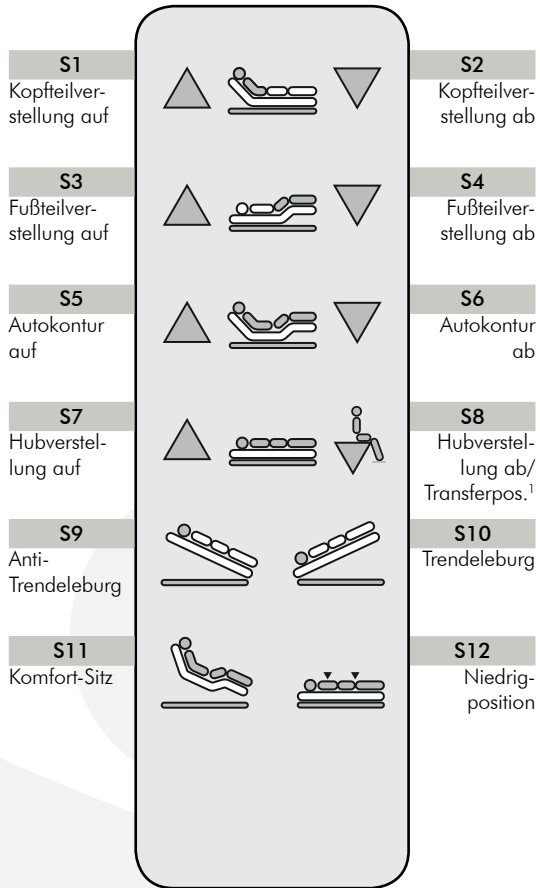 S1
Kopfteilver-
stellung auf
S2
Kopfteilver-
stellung ab
S3
Fußteilver-
stellung auf
S4
Fußteilver-
stellung ab
S5
Autokontur
auf
S6
Autokontur
ab
S7
Hubverstel-
lung auf
S8
Hubverstel-
lung ab/
Transferpos.¹
S9
Anti-
Trendeleburg
S10
Trendeleburg
S11
Komfort-Sitz
S12
Niedrig-
position